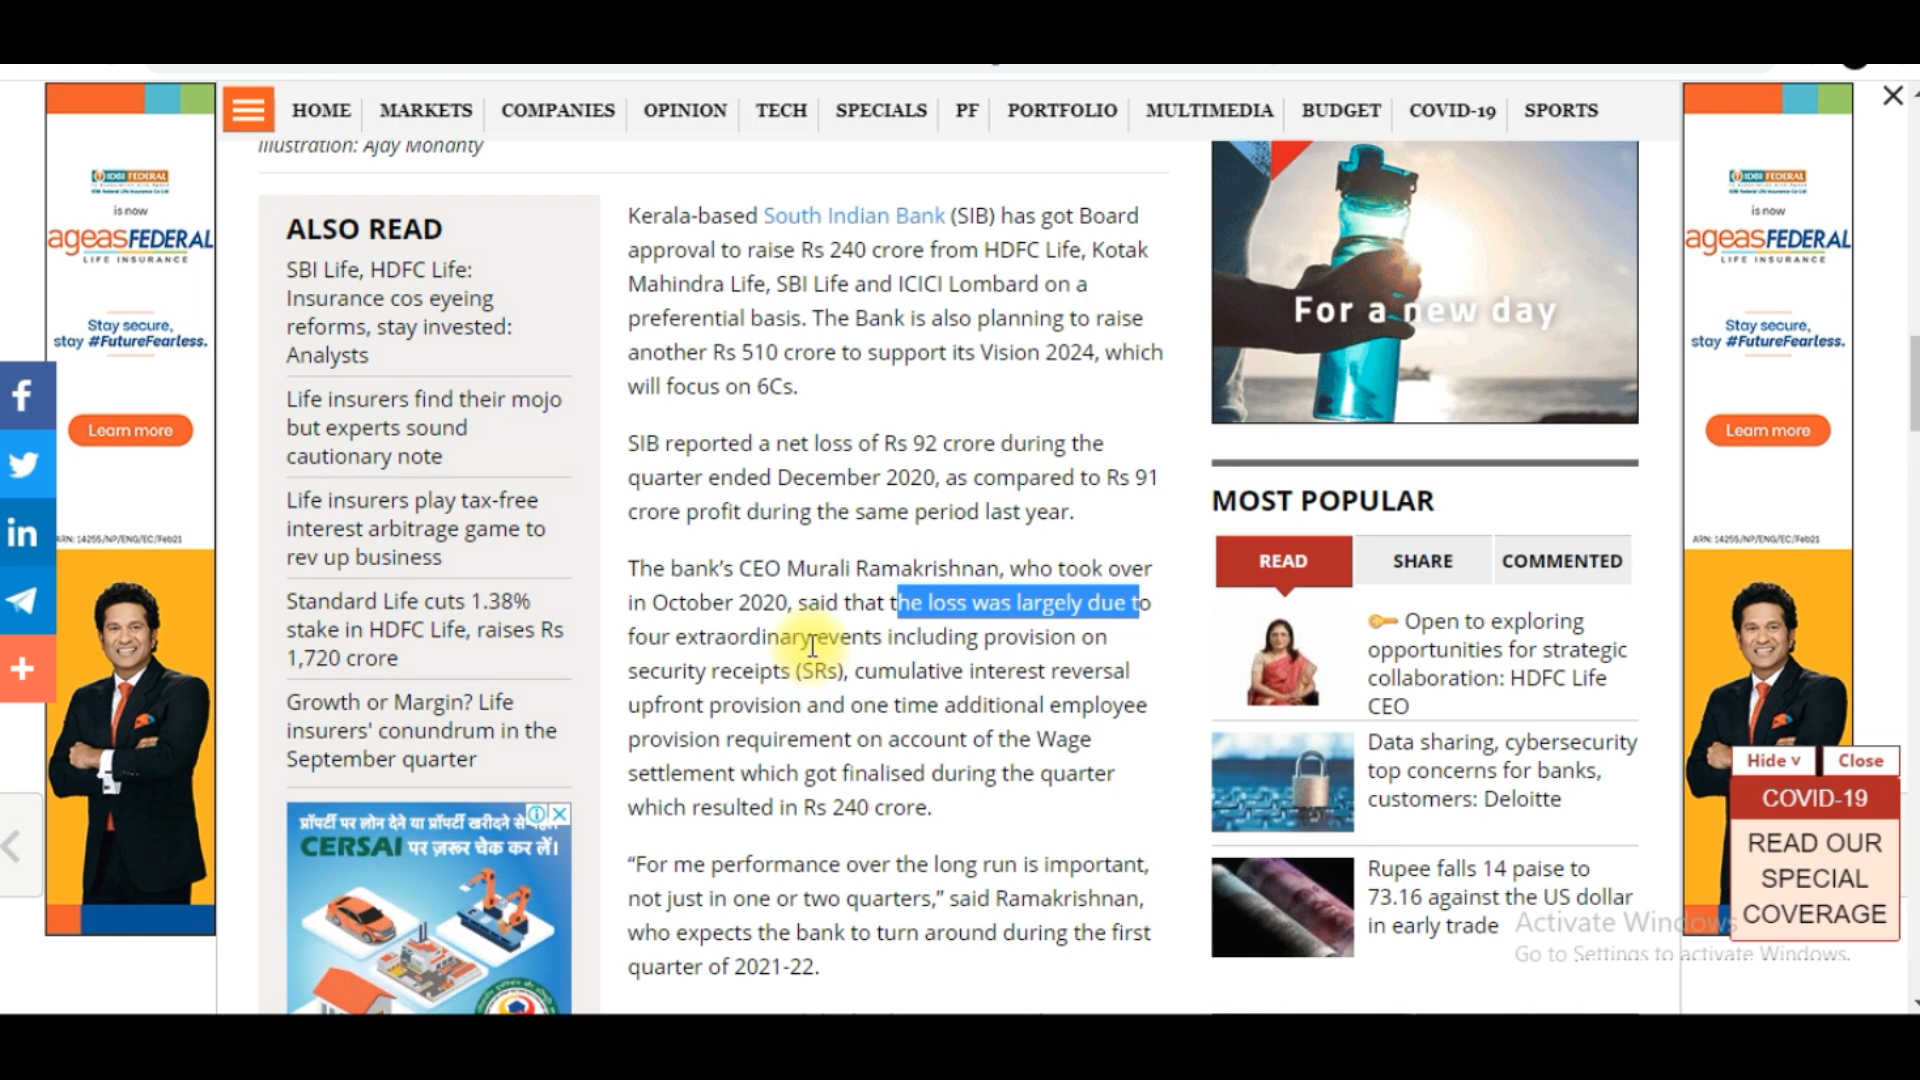 HOME MARKETS COMPANIES OPINION TECH SPECIALS PF PORTFOLIO MULTIMEDIA BUDGET COVID-19 SPORTS
Illustration: Ajay Mohanty
IDBI FEDERAL
is now
ageasFEDERAL
LIFE INSURANCE
Stay secure,
stay #FutureFearless.
Learn more
ARN: 14255/NP/ENG/EC/Feb21
ALSO READ
SBI Life, HDFC Life:
Insurance cos eyeing
reforms, stay invested:
Analysts
Life insurers find their mojo
but experts sound
cautionary note
Life insurers play tax-free
interest arbitrage game to
rev up business
Standard Life cuts 1.38%
stake in HDFC Life, raises Rs
1,720 crore
Growth or Margin? Life
insurers' conundrum in the
September quarter
प्रॉपर्टी पर लोन देने या प्रॉपर्टी खरीदने से
CERSAI पर ज़रूर चेक कर लें।
Kerala-based South Indian Bank (SIB) has got Board
approval to raise Rs 240 crore from HDFC Life, Kotak
Mahindra Life, SBI Life and ICICI Lombard on a
preferential basis. The Bank is also planning to raise
another Rs 510 crore to support its Vision 2024, which
will focus on 6Cs.
SIB reported a net loss of Rs 92 crore during the
quarter ended December 2020, as compared to Rs 91
crore profit during the same period last year.
The bank’s CEO Murali Ramakrishnan, who took over
in October 2020, said that the loss was largely due to
four extraordinary events including provision on
security receipts (SRs), cumulative interest reversal
upfront provision and one time additional employee
provision requirement on account of the Wage
settlement which got finalised during the quarter
which resulted in Rs 240 crore.
“For me performance over the long run is important,
not just in one or two quarters,” said Ramakrishnan,
who expects the bank to turn around during the first
quarter of 2021-22.
For a new day
MOST POPULAR
READ SHARE COMMENTED
Open to exploring
opportunities for strategic
collaboration: HDFC Life
CEO
Data sharing, cybersecurity
top concerns for banks,
customers: Deloitte
Rupee falls 14 paise to
73.16 against the US dollar
in early trade
IDBI FEDERAL
is now
ageasFEDERAL
LIFE INSURANCE
Stay secure,
stay #FutureFearless.
Learn more
ARN: 14255/NP/ENG/EC/Feb21
Hide v Close
COVID-19
READ OUR
SPECIAL
COVERAGE
Activate Windows
Go to Settings to activate Windows.